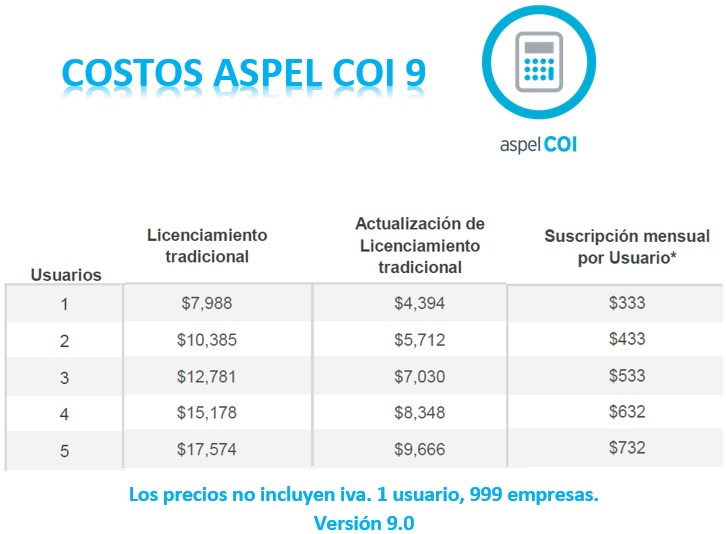 COSTOS ASPEL COI 9
aspel COI
Usuarios
Licenciamiento
tradicional
Actualización de
Licenciamiento
tradicional
Suscripción mensual
por Usuario*
1 $7,988 $4,394 $333
2 $10,385 $5,712 $433
3 $12,781 $7,030 $533
4 $15,178 $8,348 $632
5 $17,574 $9,666 $732
Los precios no incluyen iva. 1 usuario, 999 empresas.
Versión 9.0